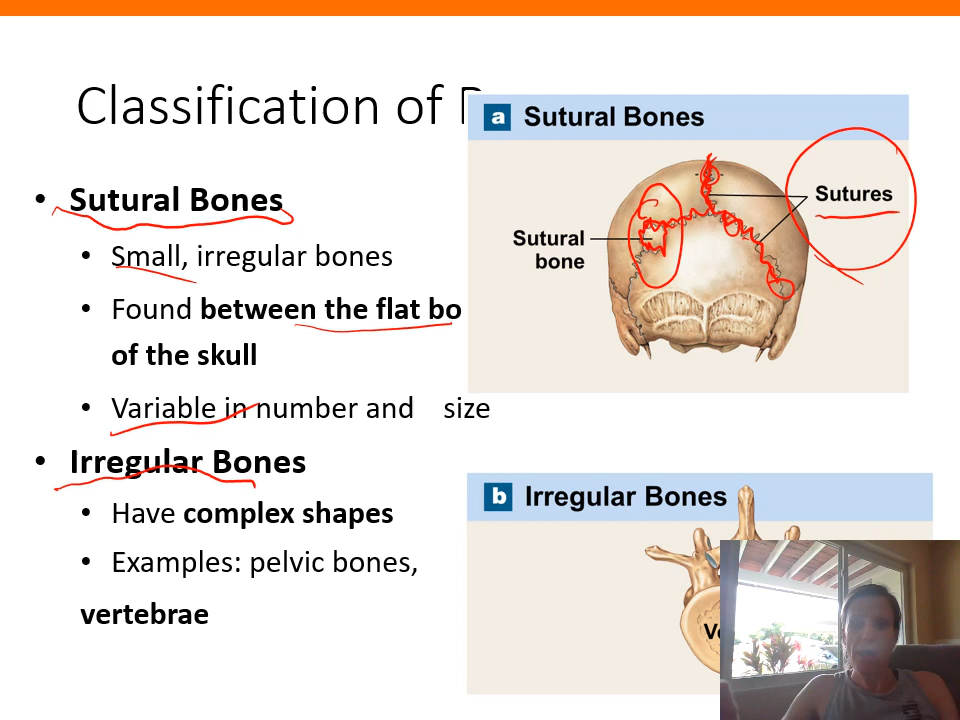 Classification of
• Sutural Bones
• Small, irregular bones
• Found between the flat bo
of the skull
• Variable in number and size
• Irregular Bones
• Have complex shapes
• Examples: pelvic bones,
vertebrae
a Sutural Bones
Sutures
Sutural
bone
b Irregular Bones